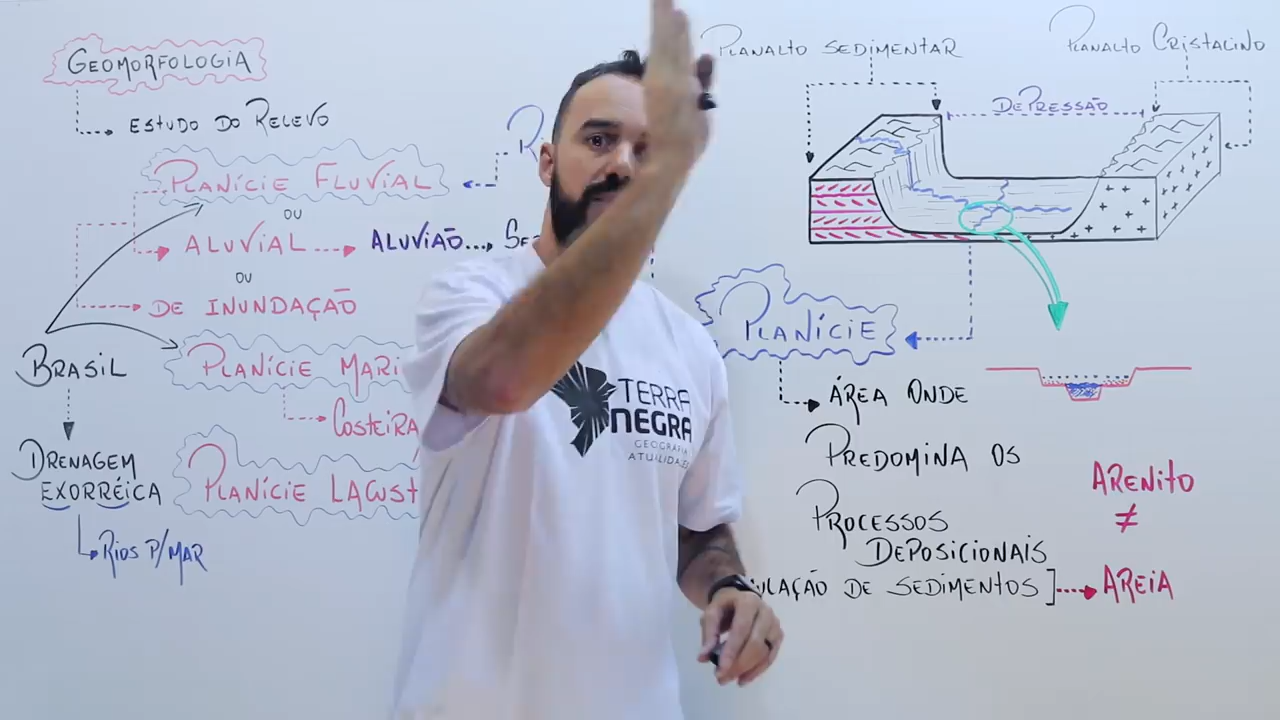 GEOMORFOLOGIA
ESTUDO DO RELEVO
PLANÍCIE FLUVIAL
OU
ALUVIAL
ALUVIÃO
OU
DE INUNDAÇÃO
BRASIL
PLANÍCIE
COSTEIRA
DRENAGEM
EXORRÉICA
PLANÍCIE
RIOS P/MAR
TERRA
NEGRA
GEOGRAFIA
PLANALTO SEDIMENTAR
PLANALTO CRISTALINO
DEPRESSÃO
PLANÍCIE
ÁREA ONDE
PREDOMINA OS
PROCESSOS
DEPOSICIONAIS
DE SEDIMENTOS]
ARENITO
≠
AREIA